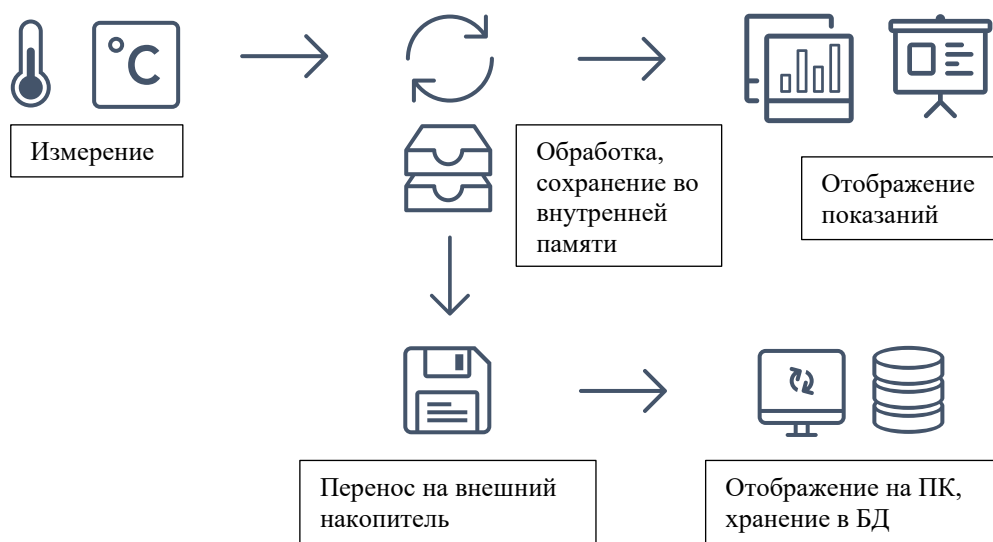 °C
Измерение
Обработка,
сохранение во
внутренней
памяти
Отображение
показаний
Перенос на внешний
накопитель
Отображение на ПК,
хранение в БД